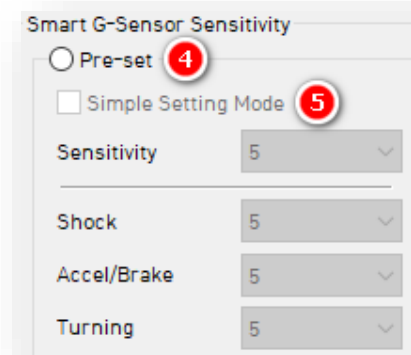 Smart G-Sensor Sensitivity
Pre-set 4
Simple Setting Mode 5
Sensitivity 5
Shock 5
Accel/Brake 5
Turning 5